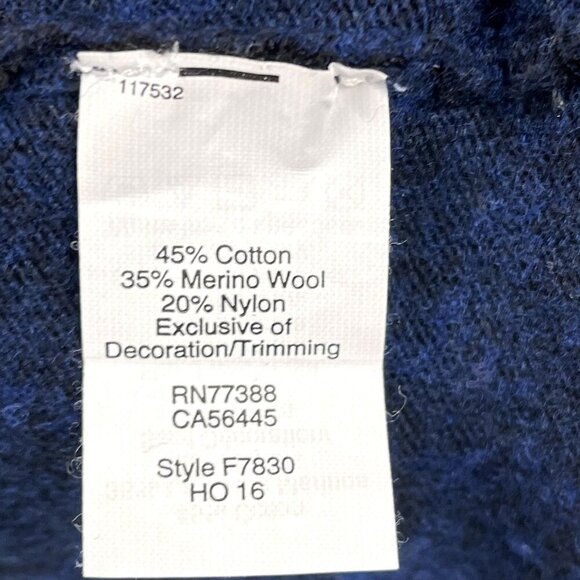 117532
45% Cotton
35% Merino Wool
20% Nylon
Exclusive of
Decoration/Trimming
RN77388
CA56445
Style F7830
HO 16